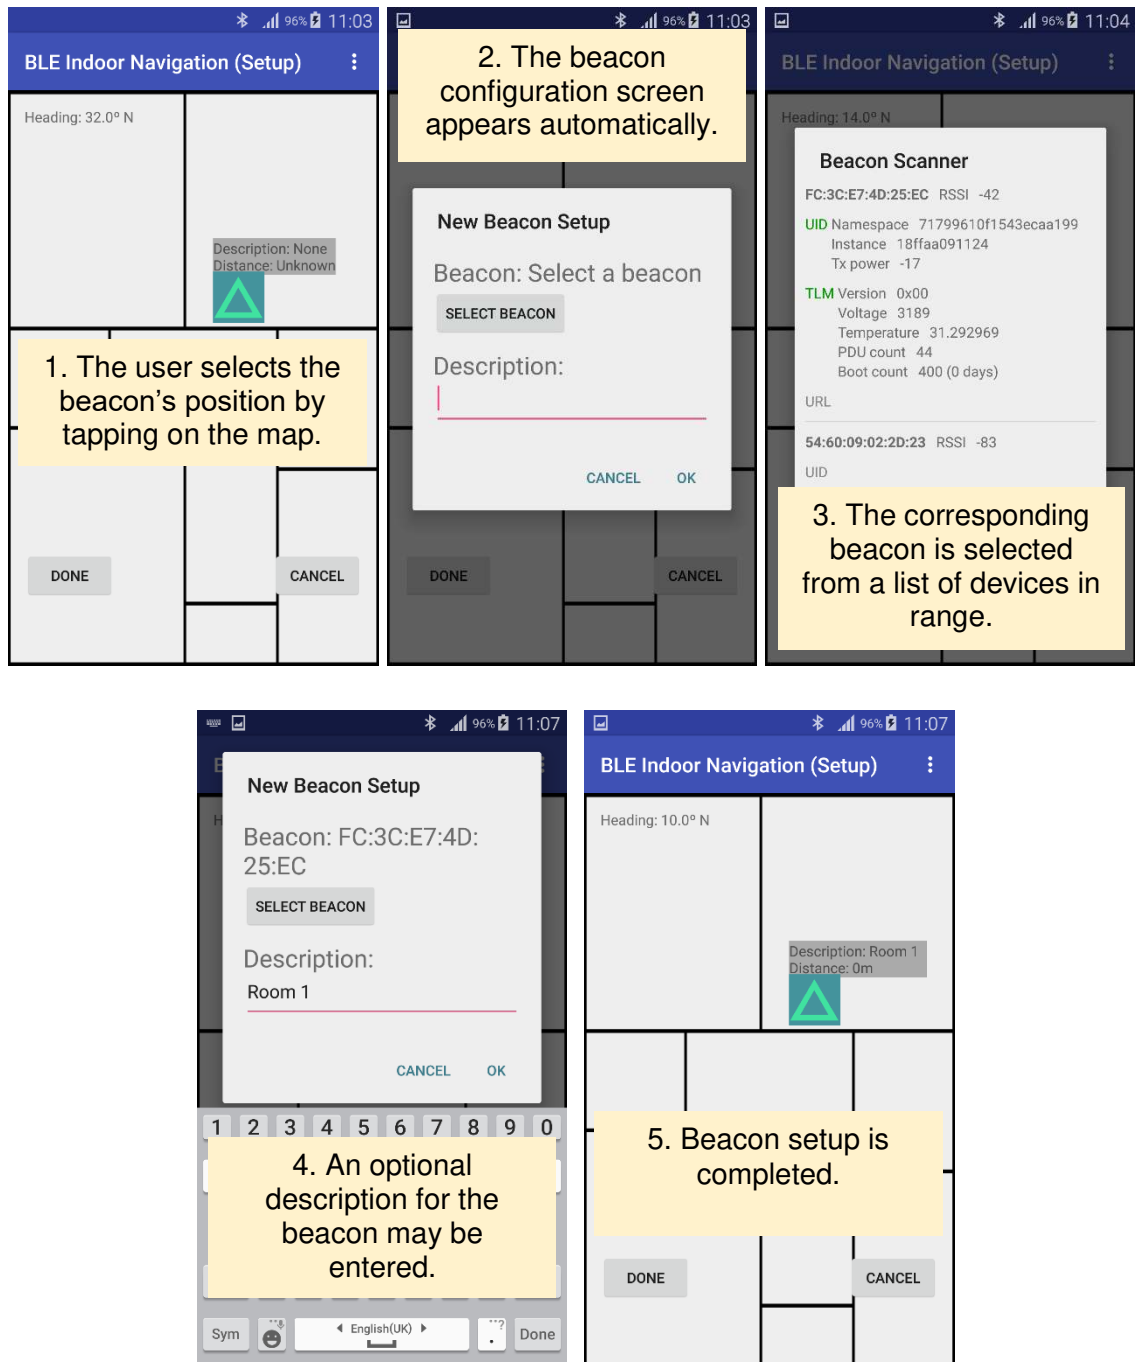 96% 11:03
BLE Indoor Navigation (Setup)
Heading: 32.0º N
Description: None
Distance: Unknown
1. The user selects the
beacon's position by
tapping on the map.
DONE
CANCEL
96% 11:03
2. The beacon
configuration screen
appears automatically.
New Beacon Setup
Beacon: Select a beacon
SELECT BEACON
Description:
CANCEL OK
DONE
CANCEL
96% 11:04
BLE Indoor Navigation (Setup)
Heading: 14.0º N
Beacon Scanner
FC:3C:E7:4D:25:EC RSSI -42
UID Namespace 71799610f1543ecaa199
Instance 18ffaa091124
Tx power -17
TLM Version 0x00
Voltage 3189
Temperature 31.292969
PDU count 44
Boot count 400 (0 days)
URL
54:60:09:02:2D:23 RSSI -83
UID
3. The corresponding
beacon is selected
from a list of devices in
range.
96% 11:07
B
H
New Beacon Setup
Beacon: FC:3C:E7:4D:
25:EC
SELECT BEACON
Description:
Room 1
CANCEL OK
1 2 3 4 5 6 7 8 9 0
4. An optional
description for the
beacon may be
entered.
Sym English(UK) . Done
96% 11:07
BLE Indoor Navigation (Setup)
Heading: 10.0º N
Description: Room 1
Distance: 0m
5. Beacon setup is
completed.
DONE
CANCEL